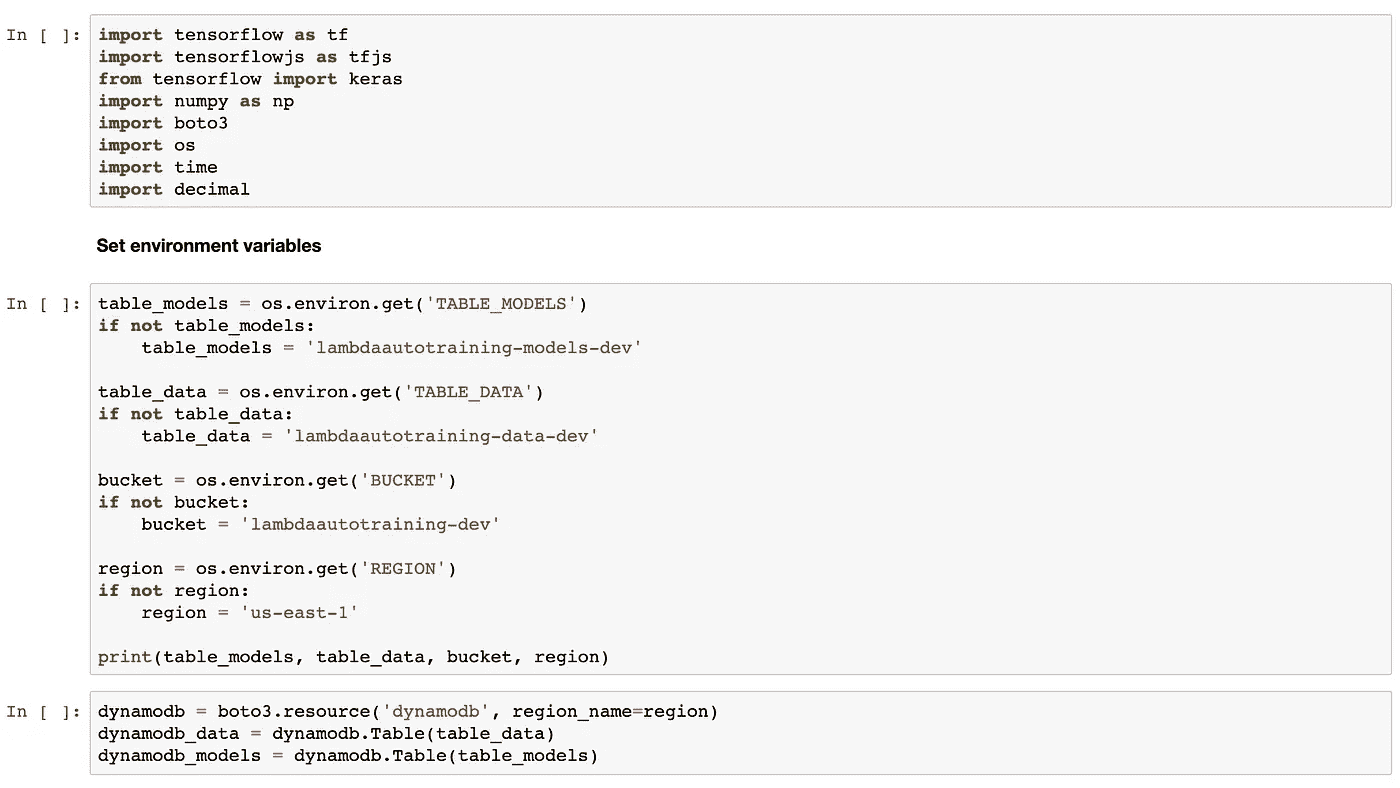 In [ ]:
import tensorflow as tf
import tensorflowjs as tfjs
from tensorflow import keras
import numpy as np
import boto3
import os
import time
import decimal
Set environment variables
In [ ]:
table_models = os.environ.get('TABLE_MODELS')
if not table_models:
    table_models = 'lambdaautotraining-models-dev'

table_data = os.environ.get('TABLE_DATA')
if not table_data:
    table_data = 'lambdaautotraining-data-dev'

bucket = os.environ.get('BUCKET')
if not bucket:
    bucket = 'lambdaautotraining-dev'

region = os.environ.get('REGION')
if not region:
    region = 'us-east-1'

print(table_models, table_data, bucket, region)
In [ ]:
dynamodb = boto3.resource('dynamodb', region_name=region)
dynamodb_data = dynamodb.Table(table_data)
dynamodb_models = dynamodb.Table(table_models)